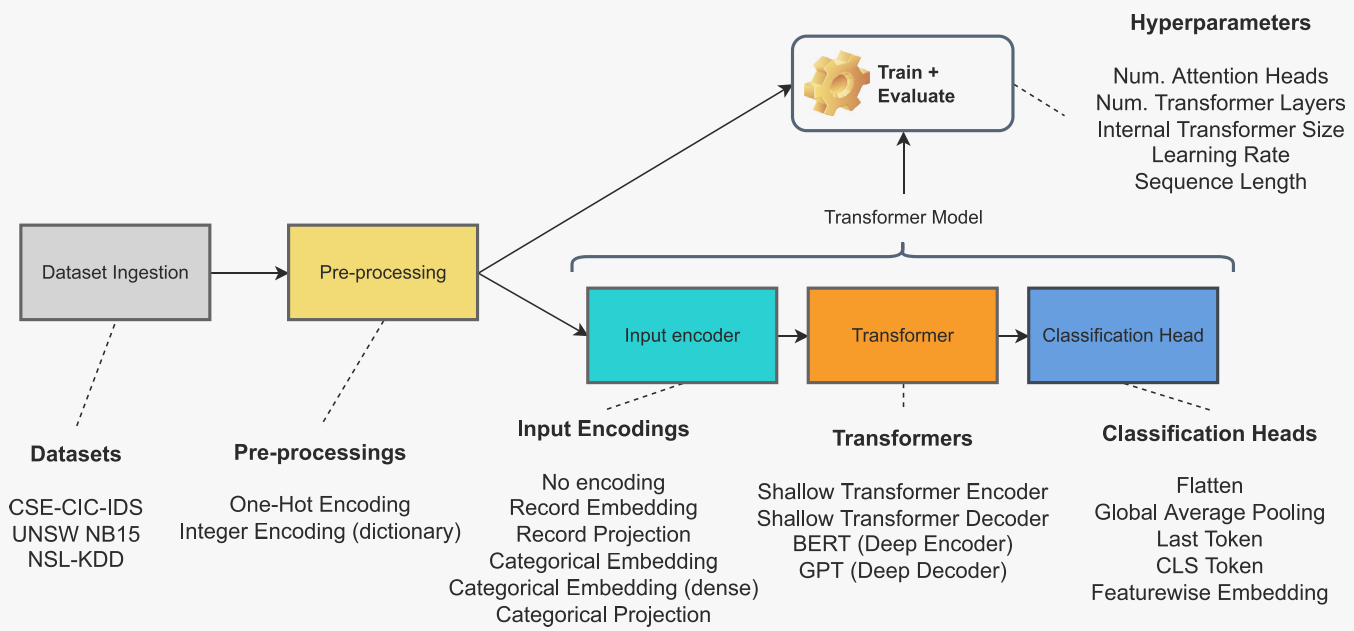 Hyperparameters
Num. Attention Heads
Num. Transformer Layers
Internal Transformer Size
Learning Rate
Sequence Length
Train +
Evaluate
Transformer Model
Dataset Ingestion
Pre-processing
Input encoder
Transformer
Classification Head
Datasets
CSE-CIC-IDS
UNSW NB15
NSL-KDD
Pre-processings
One-Hot Encoding
Integer Encoding (dictionary)
Input Encodings
No encoding
Record Embedding
Record Projection
Categorical Embedding
Categorical Embedding (dense)
Categorical Projection
Transformers
Shallow Transformer Encoder
Shallow Transformer Decoder
BERT (Deep Encoder)
GPT (Deep Decoder)
Classification Heads
Flatten
Global Average Pooling
Last Token
CLS Token
Featurewise Embedding